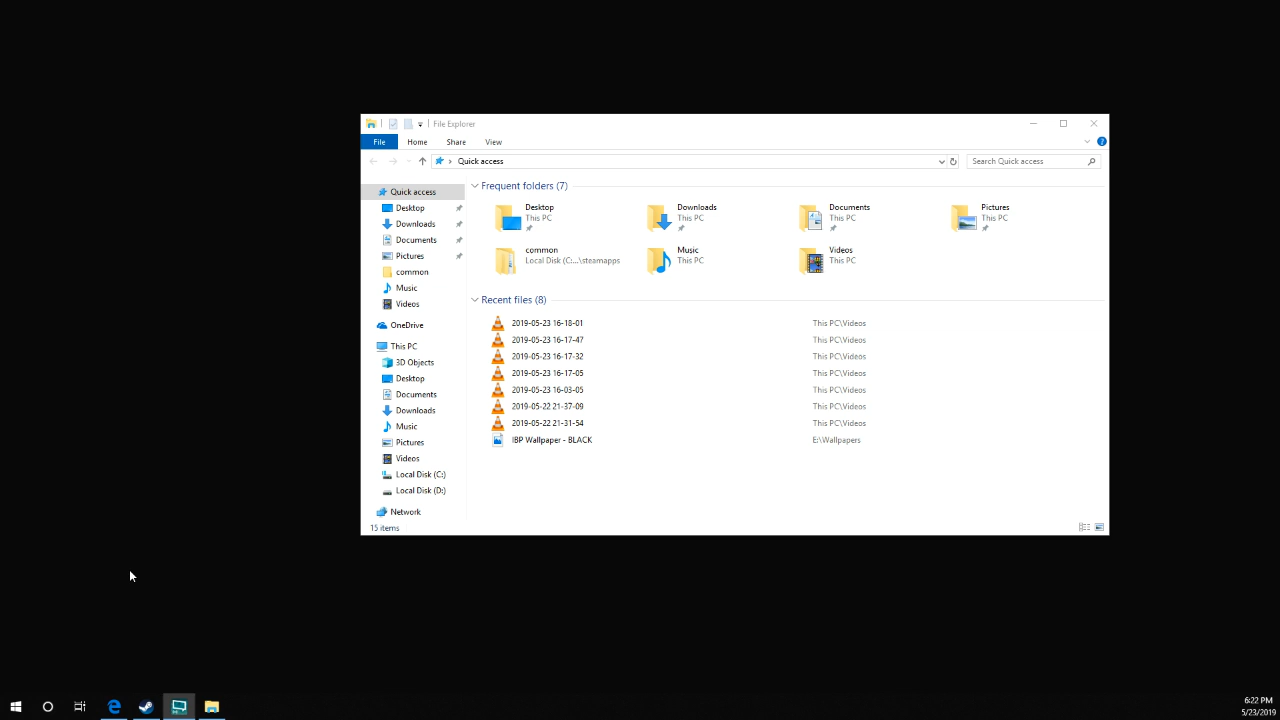 File Explorer
File Home Share View
Quick access
Search Quick access
Quick access
Desktop
Downloads
Documents
Pictures
common
Music
Videos
OneDrive
This PC
3D Objects
Desktop
Documents
Downloads
Music
Pictures
Videos
Local Disk (C:)
Local Disk (D:)
Network
Frequent folders (7)
Desktop
This PC
Downloads
This PC
Documents
This PC
Pictures
This PC
common
Local Disk (C:...\steamapps
Music
This PC
Videos
This PC
Recent files (8)
2019-05-23 16-18-01 This PC\Videos
2019-05-23 16-17-47 This PC\Videos
2019-05-23 16-17-32 This PC\Videos
2019-05-23 16-17-05 This PC\Videos
2019-05-23 16-03-05 This PC\Videos
2019-05-22 21-37-09 This PC\Videos
2019-05-22 21-31-54 This PC\Videos
IBP Wallpaper - BLACK E:\Wallpapers
15 items
6:22 PM
5/23/2019